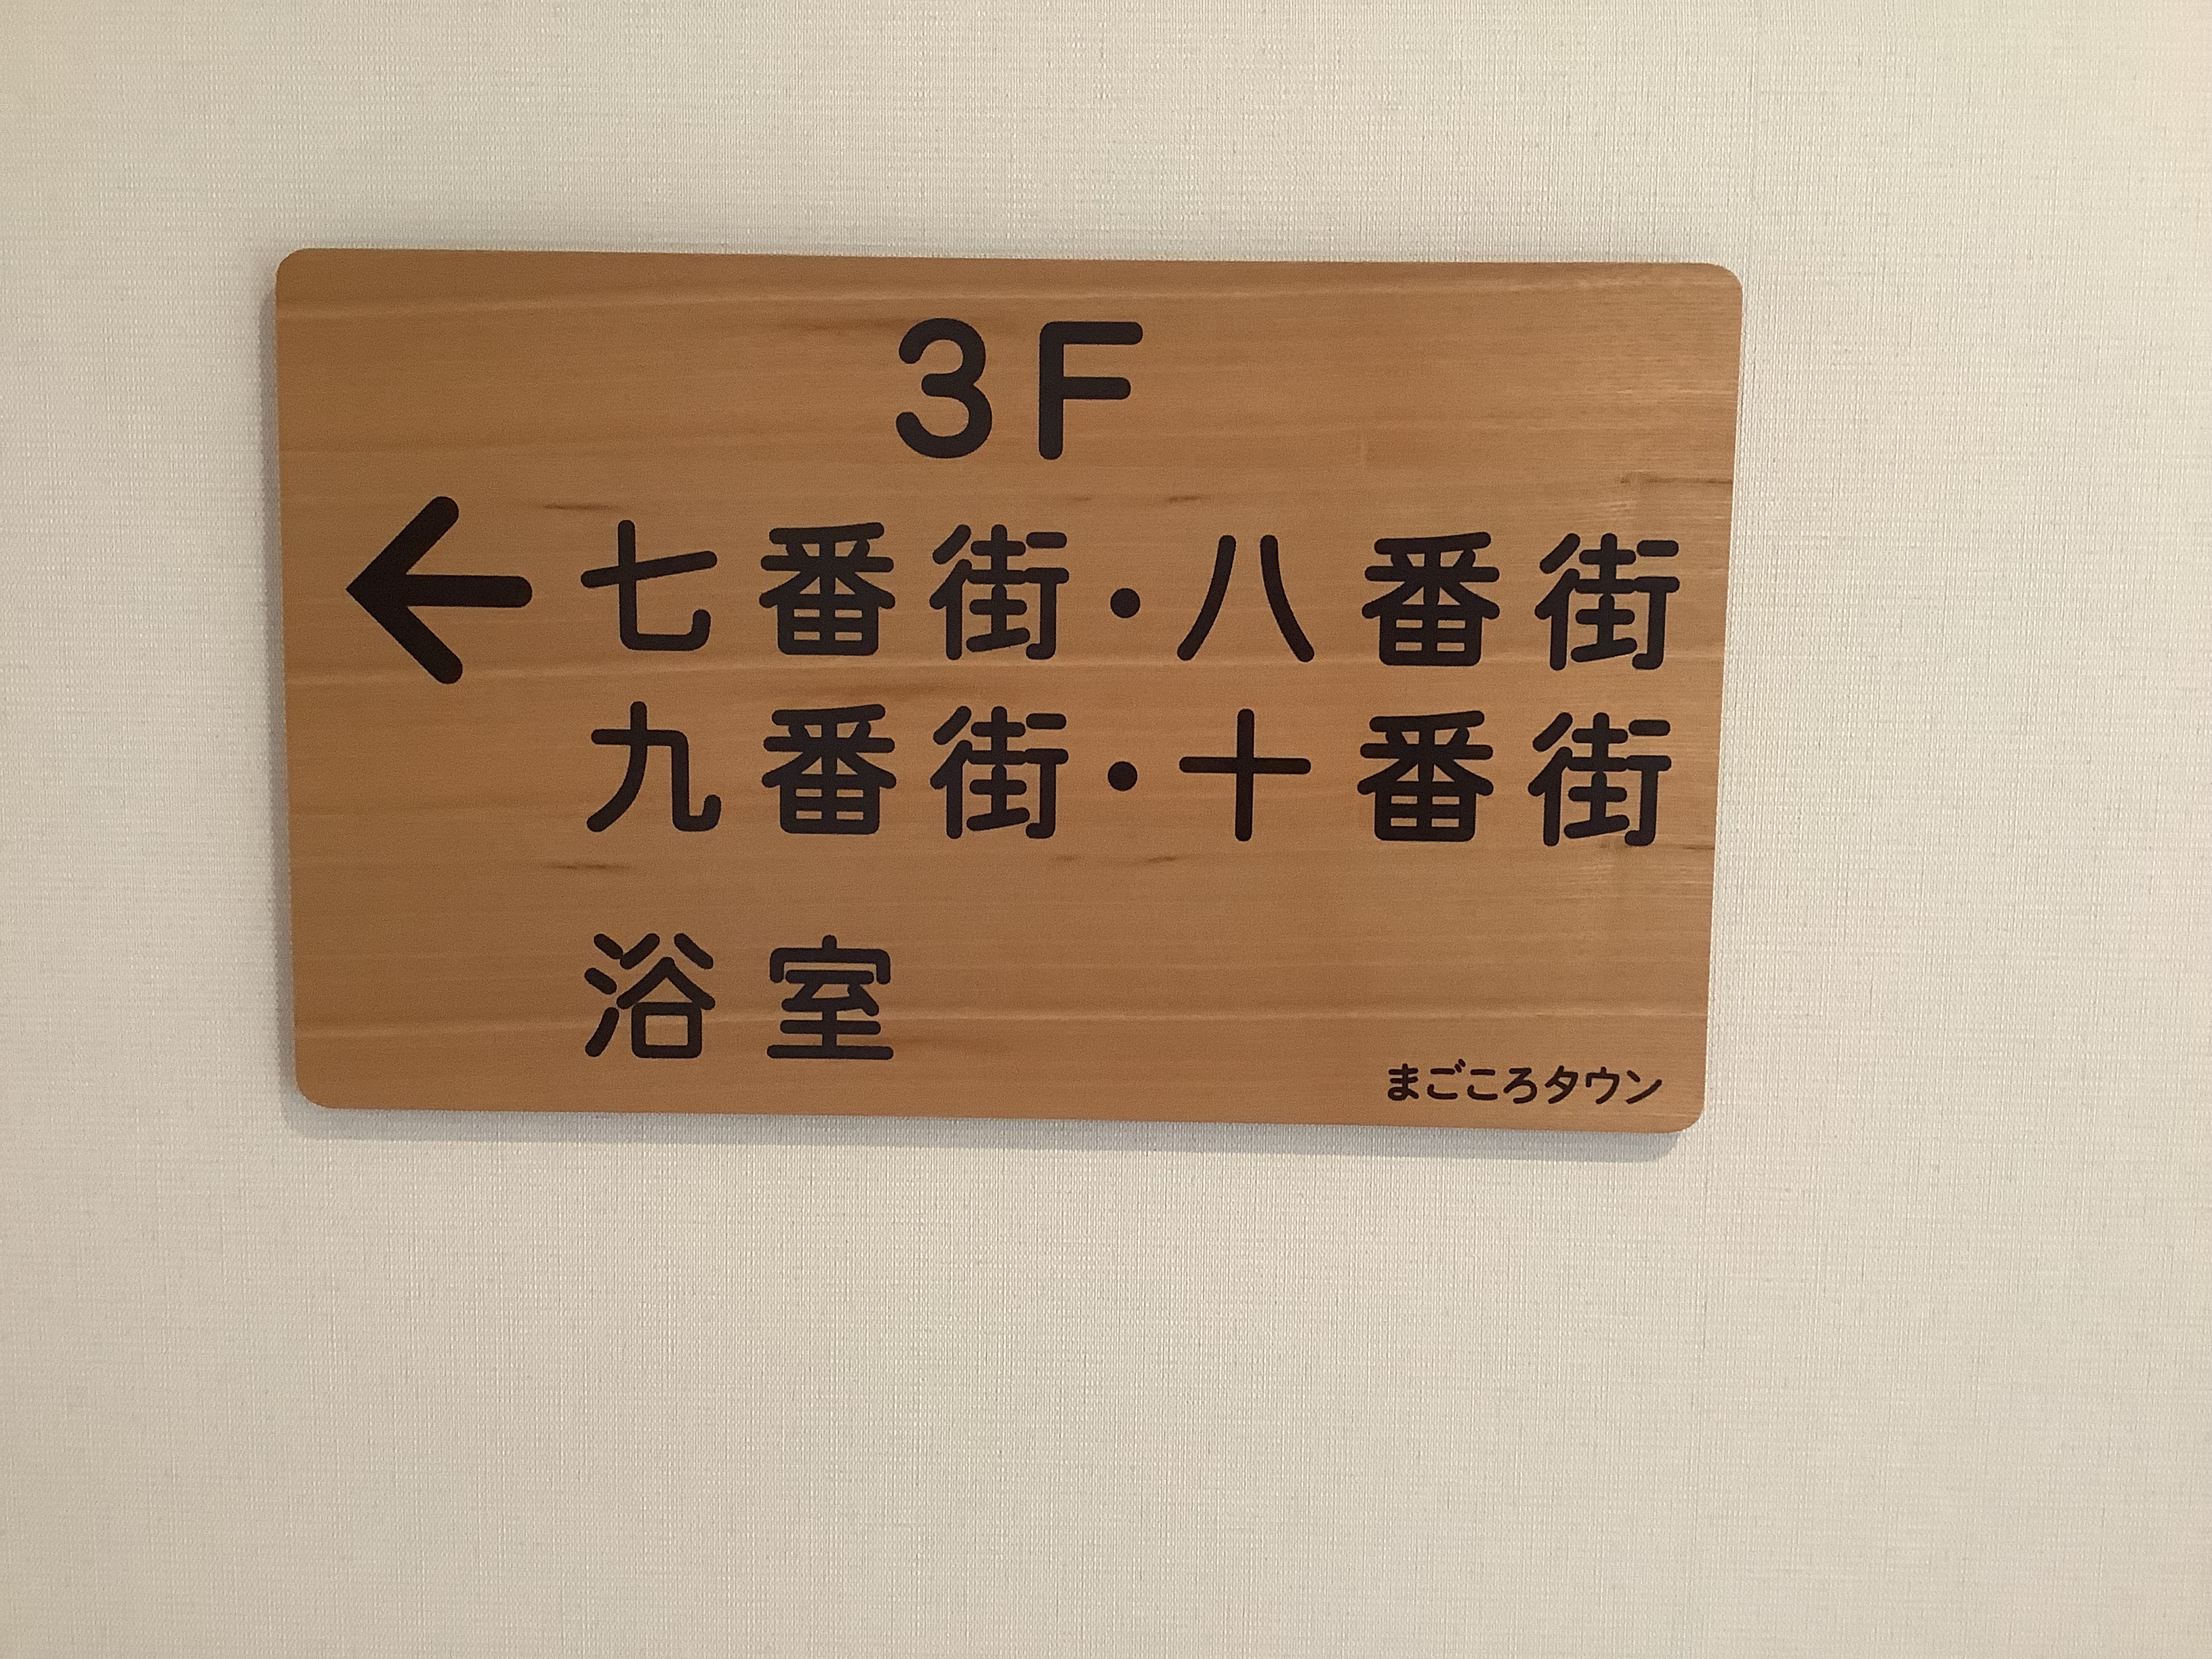 3F
←七番街・八番街
九番街・十番街
浴室
まごころタウン